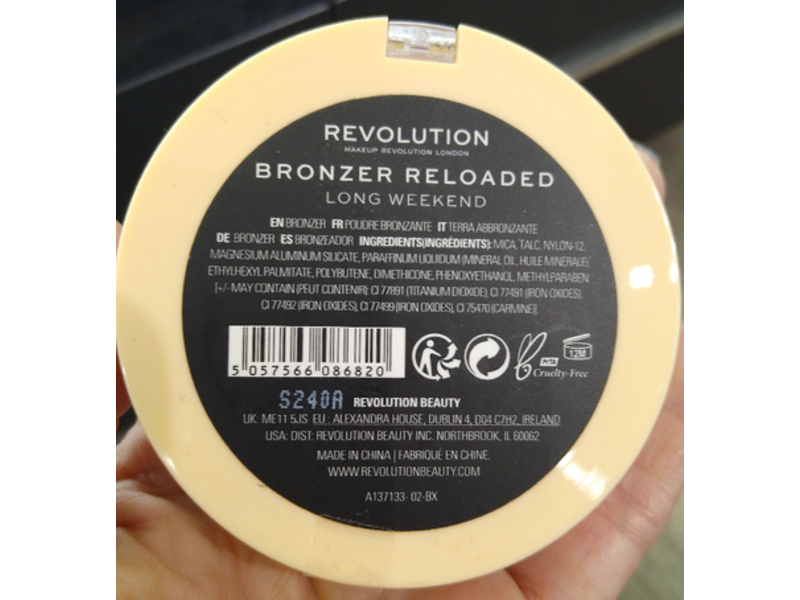 REVOLUTION
MAKEUP REVOLUTION LONDON
BRONZER RELOADED
LONG WEEKEND
EN BRONZER FR POUDRE BRONZANTE IT TERRA ABBRONZANTE
DE BRONZER ES BRONZEADOR INGREDIENTS(INGRÉDIENTS): MICA, TALC, NYLON-12,
MAGNESIUM ALUMINUM SILICATE, PARAFFINUM LIQUIDUM (MINERAL OIL. HUILE MINERALE),
ETHYLHEXYL PALMITATE, POLYBUTENE, DIMETHICONE, PHENOXYETHANOL, METHYLPARABEN.
[+/- MAY CONTAIN (PEUT CONTENIR): CI 77891 (TITANIUM DIOXIDE), CI 77491 (IRON OXIDES),
CI 77492 (IRON OXIDES), CI 77499 (IRON OXIDES), CI 75470 (CARMINE)]
5 057566 086820
PETA
Cruelty-Free
12M
S240A REVOLUTION BEAUTY
UK: ME11 5JS EU: ALEXANDRA HOUSE, DUBLIN 4, D04 C7H2, IRELAND
USA: DIST: REVOLUTION BEAUTY INC. NORTHBROOK, IL 60062
MADE IN CHINA | FABRIQUÉ EN CHINE.
WWW.REVOLUTIONBEAUTY.COM
A137133-02-BX